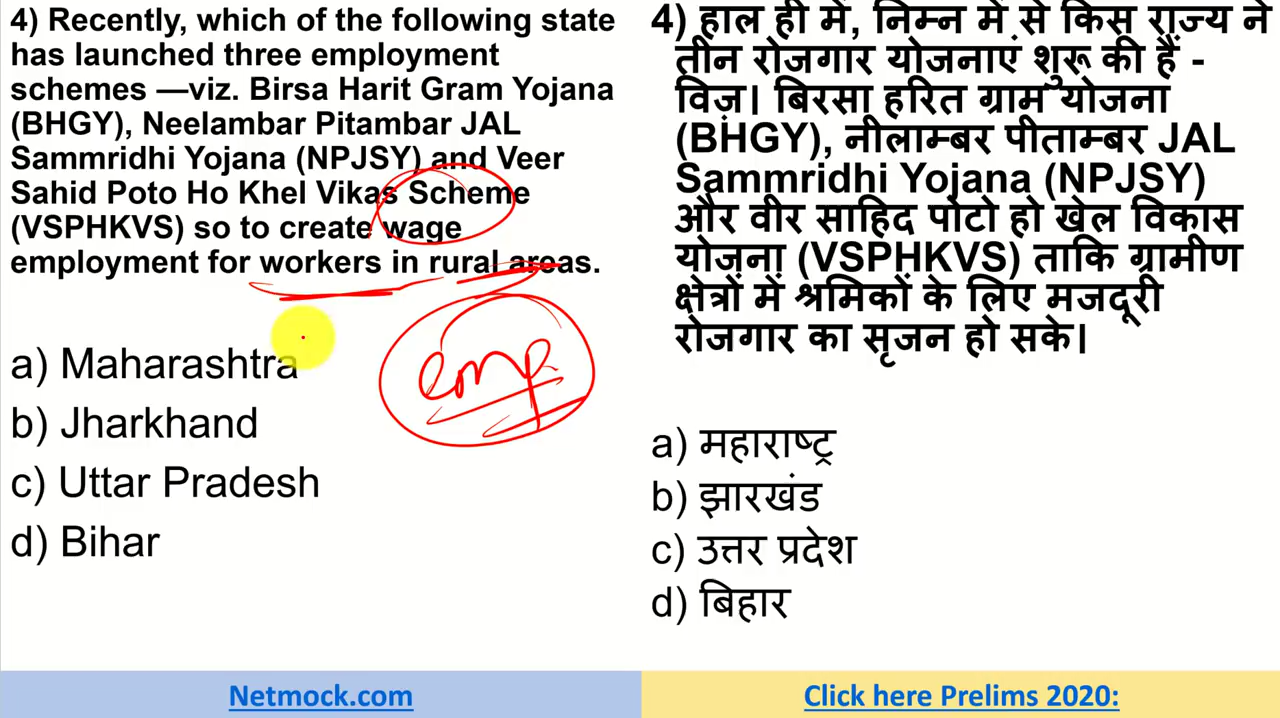 4) Recently, which of the following state
has launched three employment
schemes —viz. Birsa Harit Gram Yojana
(BHGY), Neelambar Pitambar JAL
Sammridhi Yojana (NPJSY) and Veer
Sahid Poto Ho Khel Vikas Scheme
(VSPHKVS) so to create wage
employment for workers in rural areas.
emp
a) Maharashtra
b) Jharkhand
c) Uttar Pradesh
d) Bihar
4) हाल ही में, निम्न में से किस राज्य ने
तीन रोजगार योजनाएं शुरू की हैं -
विज़। बिरसा हरित ग्राम योजना
(BHGY), नीलाम्बर पीताम्बर JAL
Sammridhi Yojana (NPJSY)
और वीर साहिद पोटो हो खेल विकास
योजना (VSPHKVS) ताकि ग्रामीण
क्षेत्रों में श्रमिकों के लिए मजदूरी
रोजगार का सृजन हो सके।
a) महाराष्ट्र
b) झारखंड
c) उत्तर प्रदेश
d) बिहार
Netmock.com
Click here Prelims 2020: